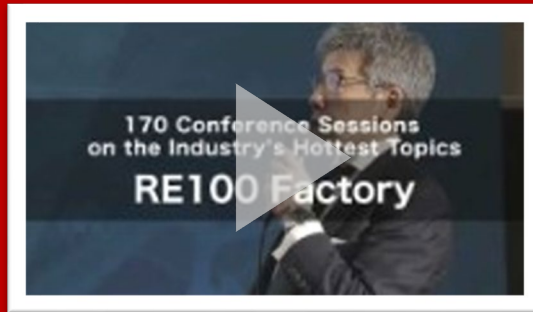 170 Conference Sessions
on the Industry's Hottest Topics
RE100 Factory